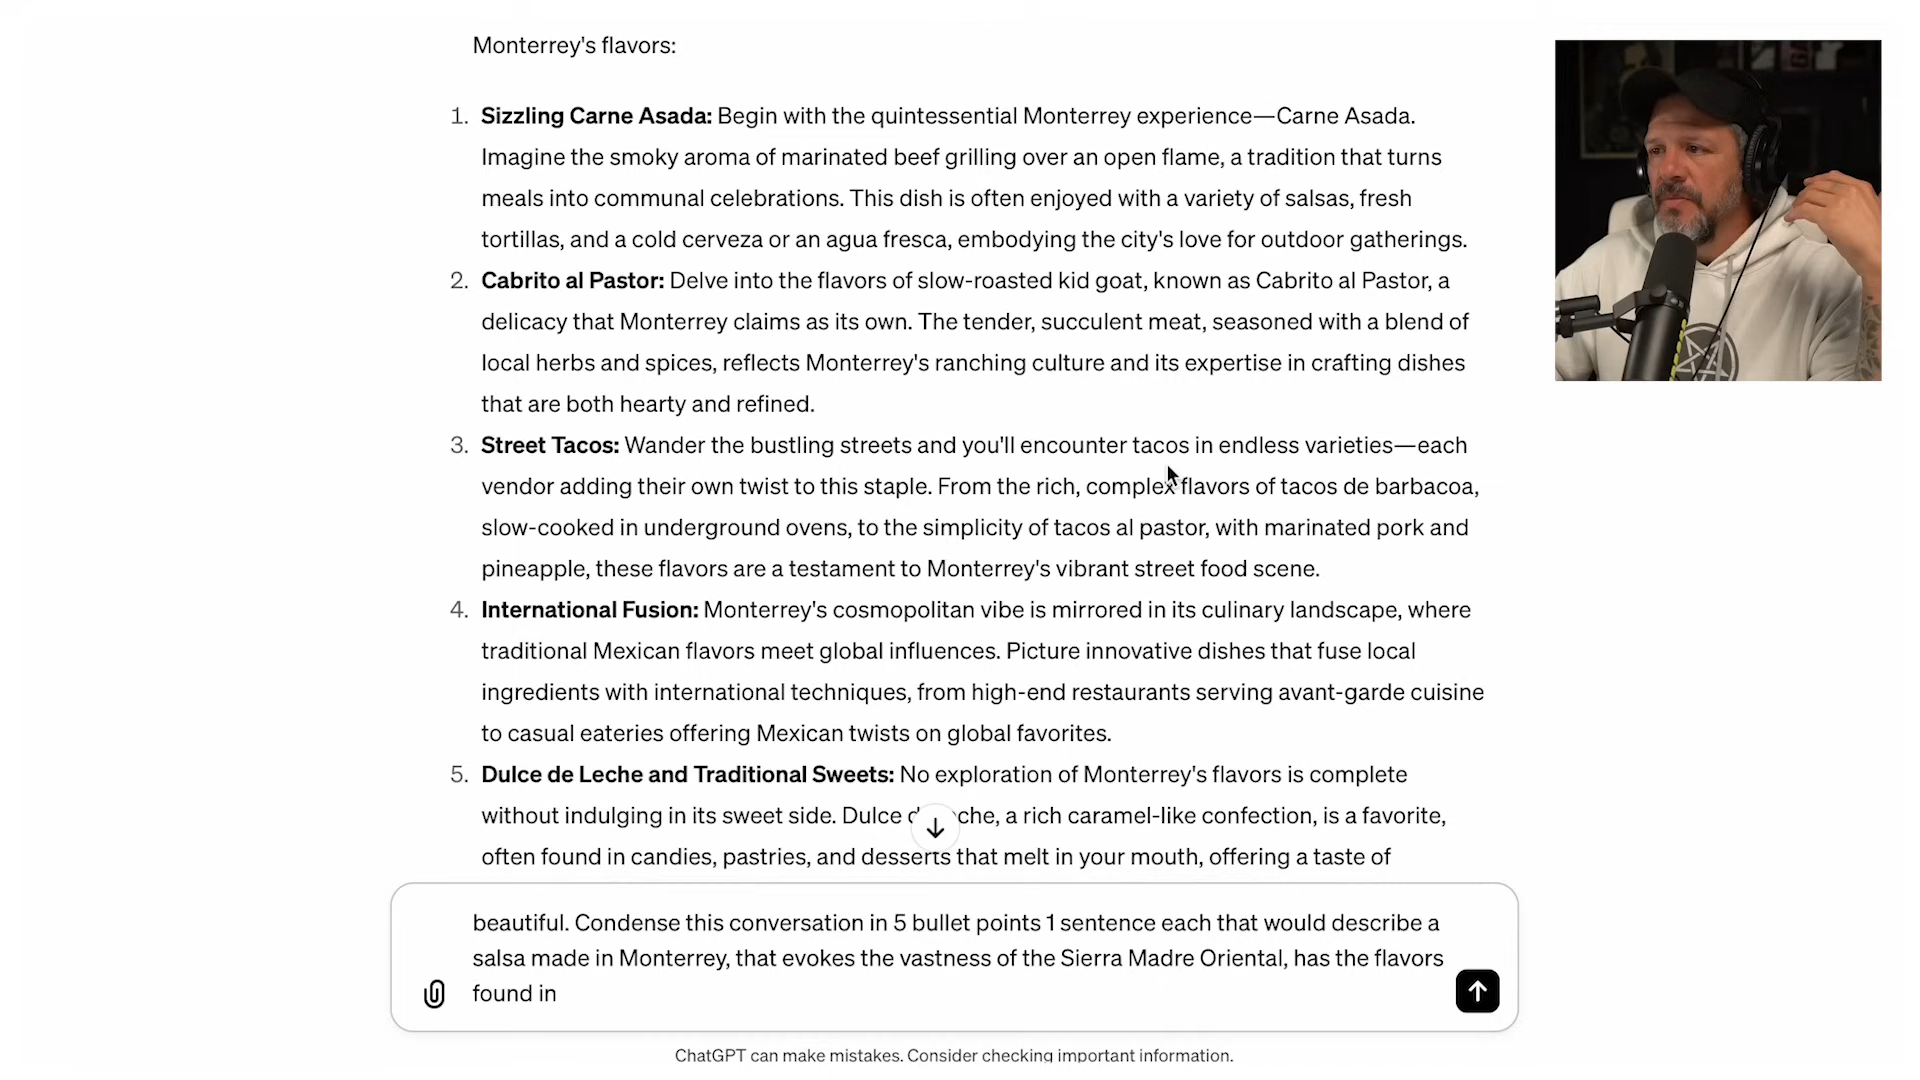 Monterrey's flavors:
1. Sizzling Carne Asada: Begin with the quintessential Monterrey experience—Carne Asada.
Imagine the smoky aroma of marinated beef grilling over an open flame, a tradition that turns
meals into communal celebrations. This dish is often enjoyed with a variety of salsas, fresh
tortillas, and a cold cerveza or an agua fresca, embodying the city's love for outdoor gatherings.
2. Cabrito al Pastor: Delve into the flavors of slow-roasted kid goat, known as Cabrito al Pastor, a
delicacy that Monterrey claims as its own. The tender, succulent meat, seasoned with a blend of
local herbs and spices, reflects Monterrey's ranching culture and its expertise in crafting dishes
that are both hearty and refined.
3. Street Tacos: Wander the bustling streets and you'll encounter tacos in endless varieties—each
vendor adding their own twist to this staple. From the rich, complex flavors of tacos de barbacoa,
slow-cooked in underground ovens, to the simplicity of tacos al pastor, with marinated pork and
pineapple, these flavors are a testament to Monterrey's vibrant street food scene.
4. International Fusion: Monterrey's cosmopolitan vibe is mirrored in its culinary landscape, where
traditional Mexican flavors meet global influences. Picture innovative dishes that fuse local
ingredients with international techniques, from high-end restaurants serving avant-garde cuisine
to casual eateries offering Mexican twists on global favorites.
5. Dulce de Leche and Traditional Sweets: No exploration of Monterrey's flavors is complete
without indulging in its sweet side. Dulce , a rich caramel-like confection, is a favorite,
often found in candies, pastries, and desserts that melt in your mouth, offering a taste of
beautiful. Condense this conversation in 5 bullet points 1 sentence each that would describe a
salsa made in Monterrey, that evokes the vastness of the Sierra Madre Oriental, has the flavors
found in
ChatGPT can make mistakes. Consider checking important information.